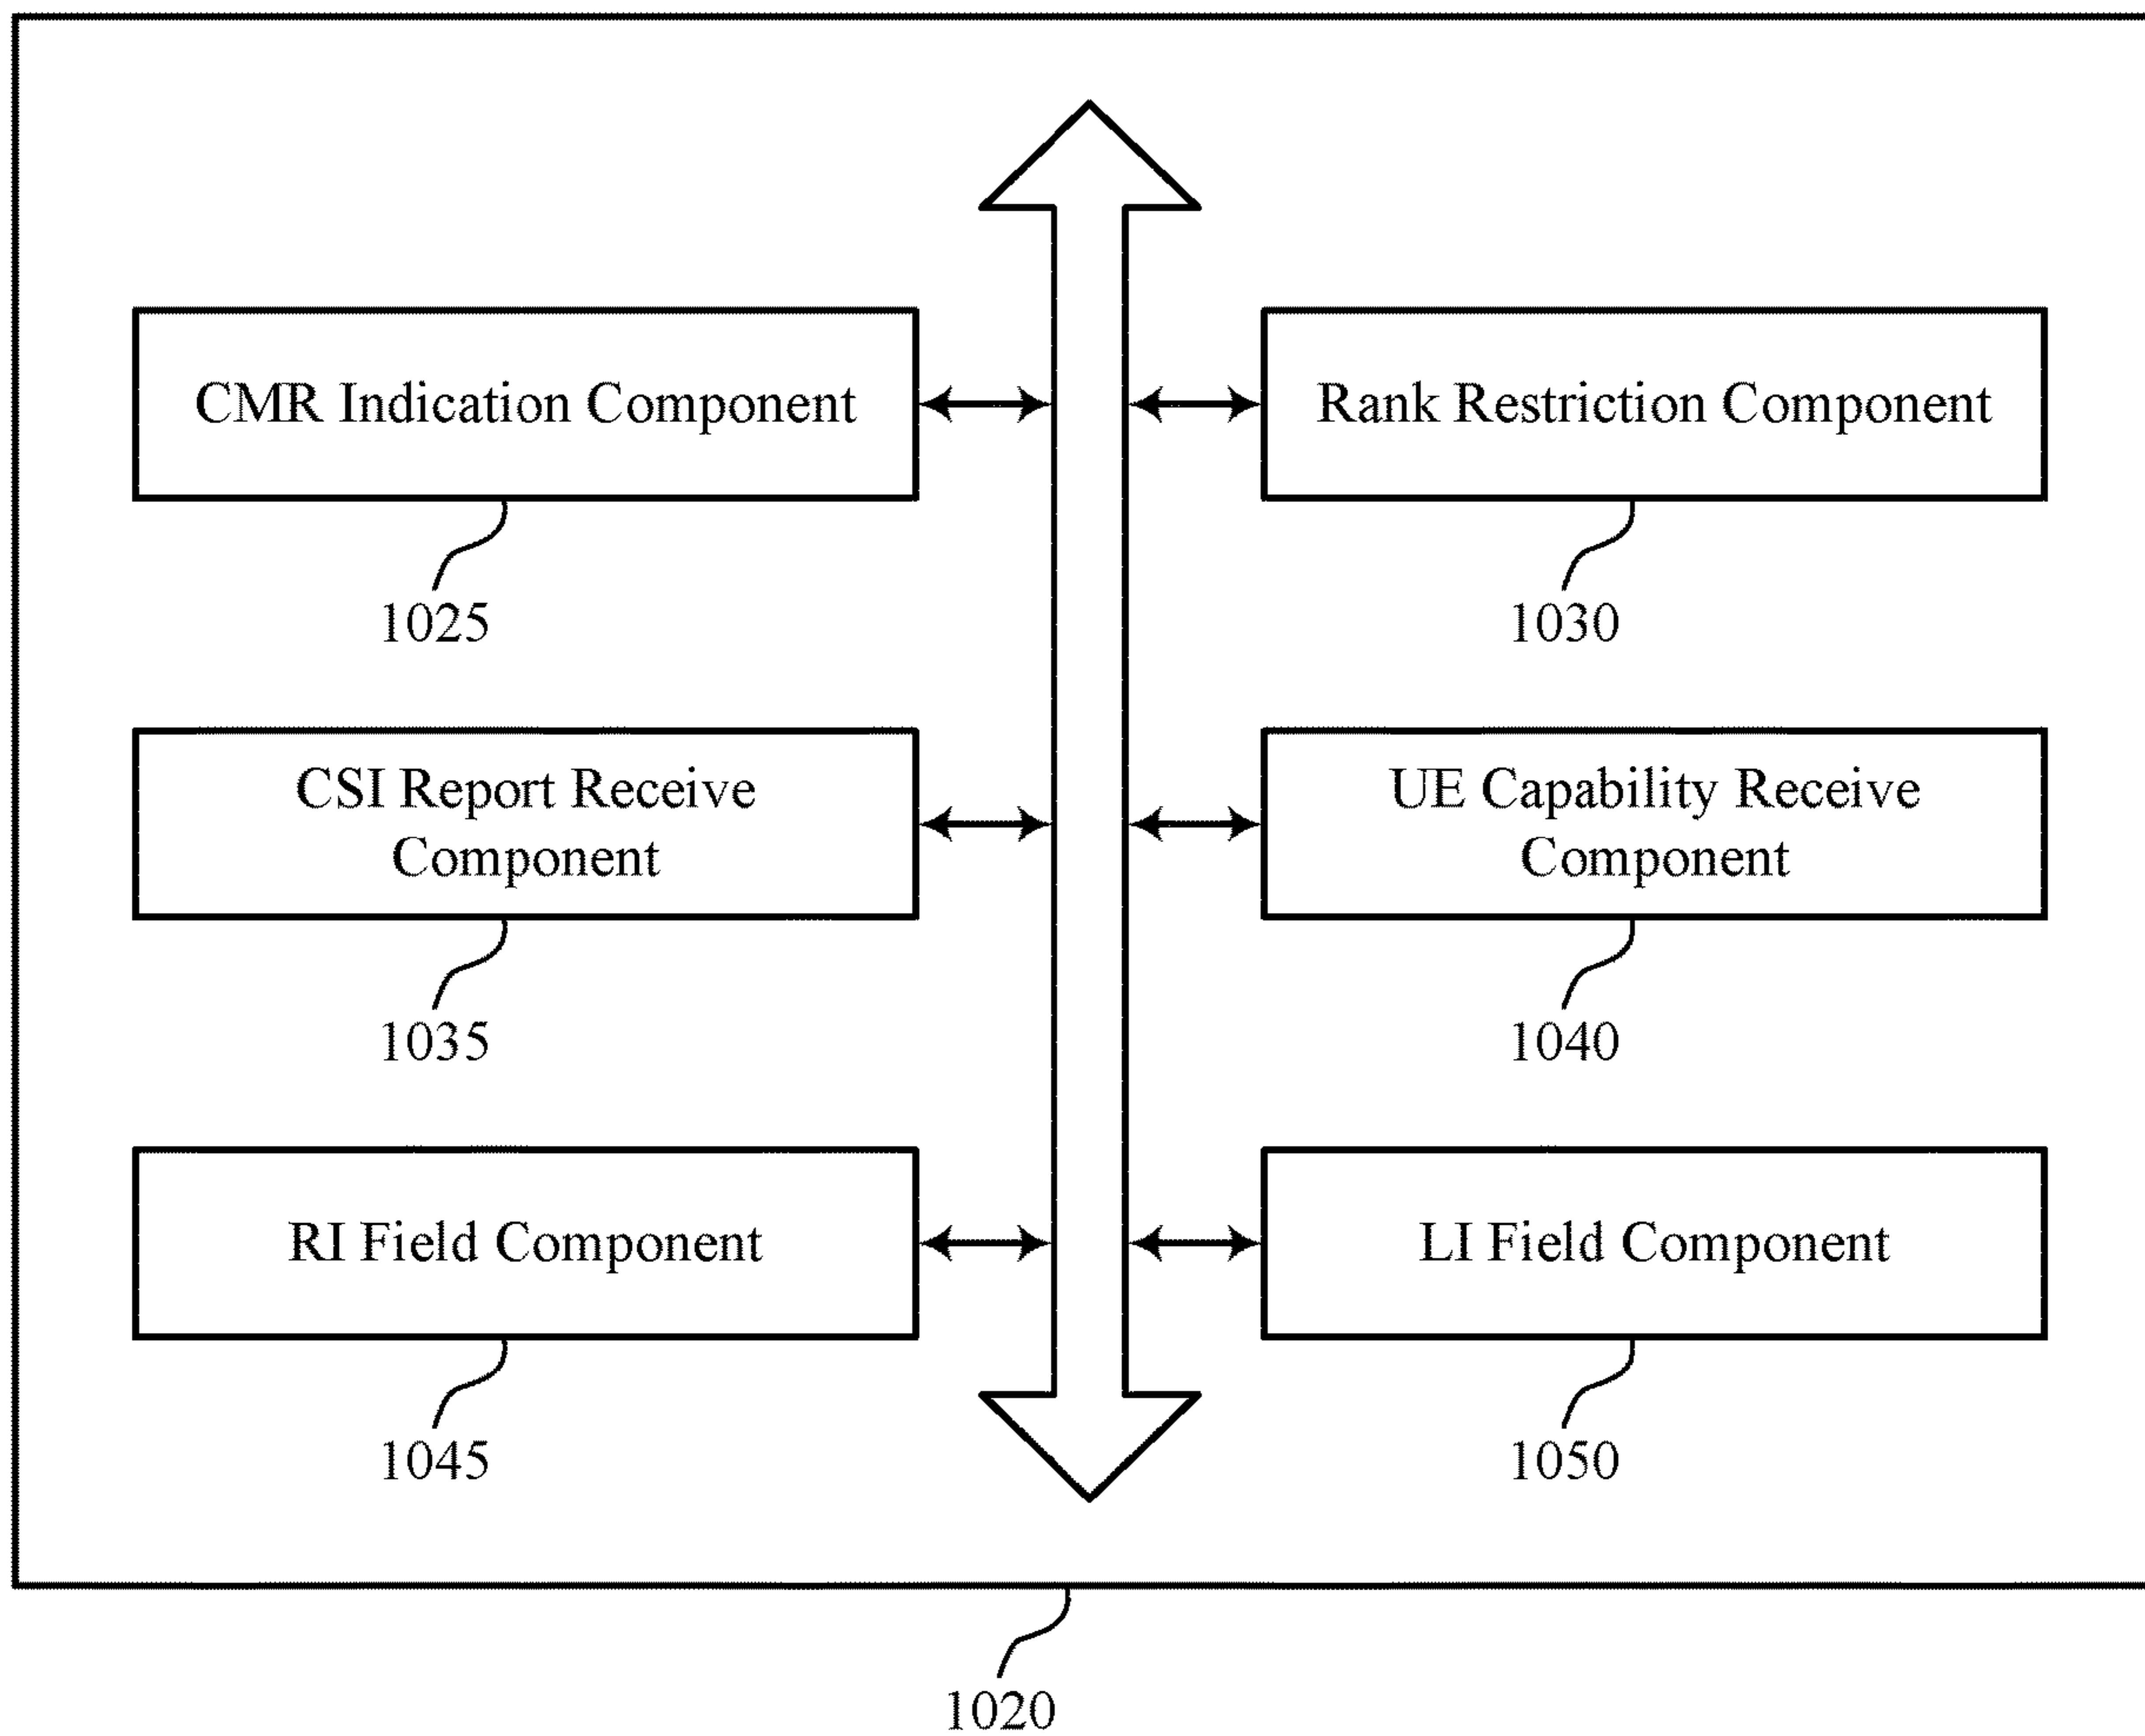 CMR Indication Component
1025
Rank Restriction Component
1030
CSI Report Receive
Component
1035
UE Capability Receive
Component
1040
RI Field Component
1045
LI Field Component
1050
1020